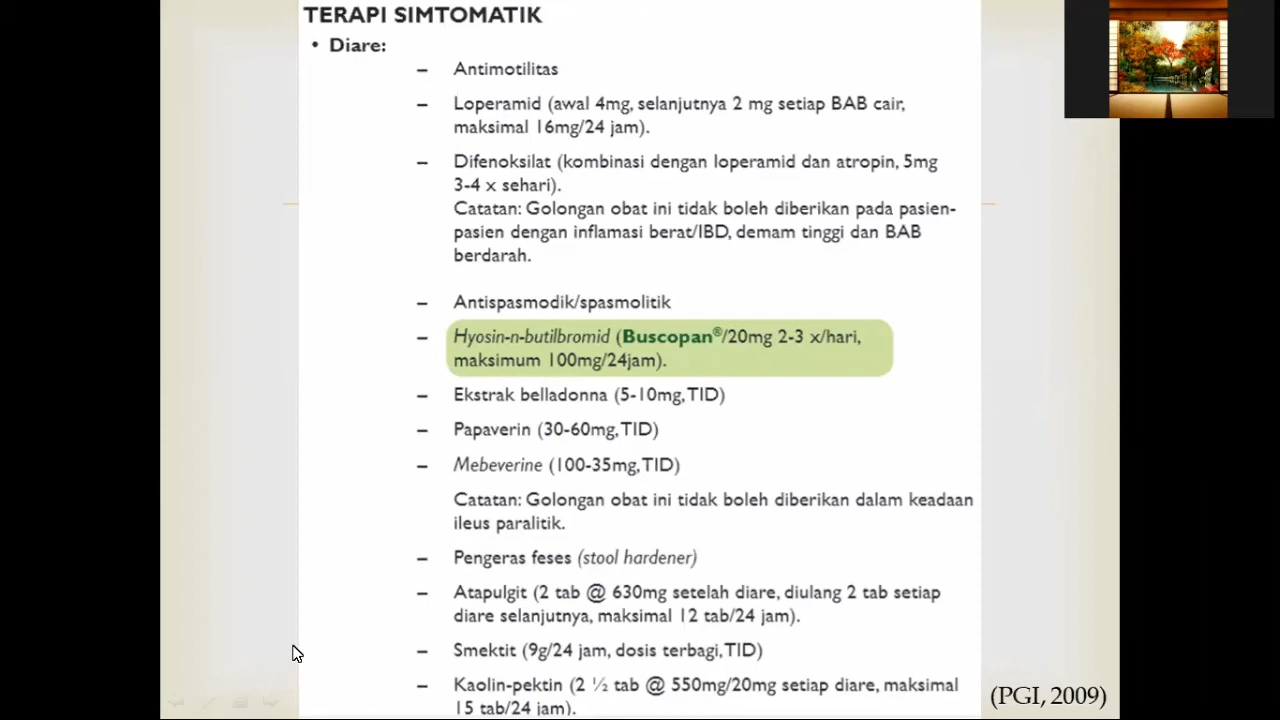 TERAPI SIMTOMATIK
• Diare:
– Antimotilitas
– Loperamid (awal 4mg, selanjutnya 2 mg setiap BAB cair,
maksimal 16mg/24 jam).
– Difenoksilat (kombinasi dengan loperamid dan atropin, 5mg
3-4 x sehari).
Catatan: Golongan obat ini tidak boleh diberikan pada pasien-
pasien dengan inflamasi berat/IBD, demam tinggi dan BAB
berdarah.
– Antispasmodik/spasmolitik
– Hyosin-n-butilbromid (Buscopan®/20mg 2-3 x/hari,
maksimum 100mg/24jam).
– Ekstrak belladonna (5-10mg, TID)
– Papaverin (30-60mg, TID)
– Mebeverine (100-35mg, TID)
Catatan: Golongan obat ini tidak boleh diberikan dalam keadaan
ileus paralitik.
– Pengeras feses (stool hardener)
– Atapulgit (2 tab @ 630mg setelah diare, diulang 2 tab setiap
diare selanjutnya, maksimal 12 tab/24 jam).
– Smektit (9g/24 jam, dosis terbagi, TID)
– Kaolin-pektin (2 ½ tab @ 550mg/20mg setiap diare, maksimal
15 tab/24 jam).
(PGI, 2009)